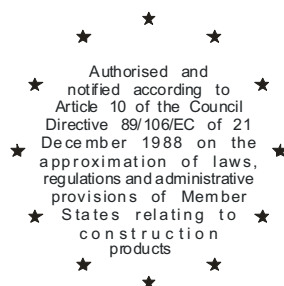 Authorised and
notified according to
Article 10 of the Council
Directive 89/106/EC of 21
December 1988 on the
approximation of laws,
regulations and administrative
provisions of Member
States relating to
construction
products